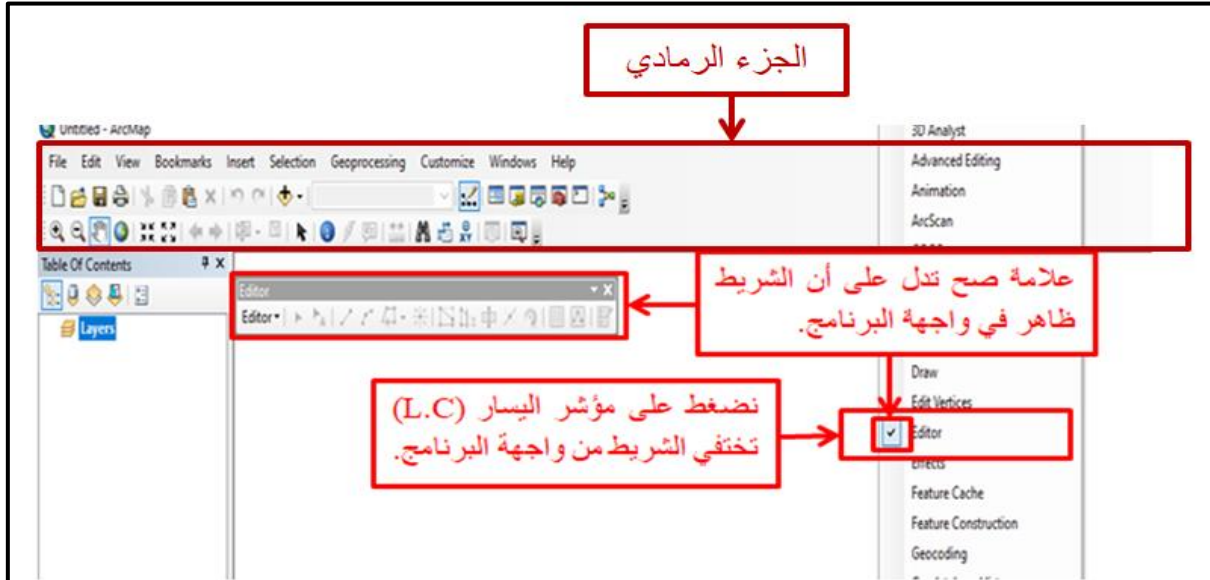 الجزء الرمادي
Untitled - ArcMap
3D Analyst
File Edit View Bookmarks Insert Selection Geoprocessing Customize Windows Help
Advanced Editing
Animation
ArcScan
Table Of Contents
Layers
Editor
Editor
علامة صح تدل على أن الشريط
ظاهر في واجهة البرنامج.
Draw
Edit Vertices
نضغط على مؤشر اليسار (L.C)
تختفي الشريط من واجهة البرنامج.
Editor
Effects
Feature Cache
Feature Construction
Geocoding